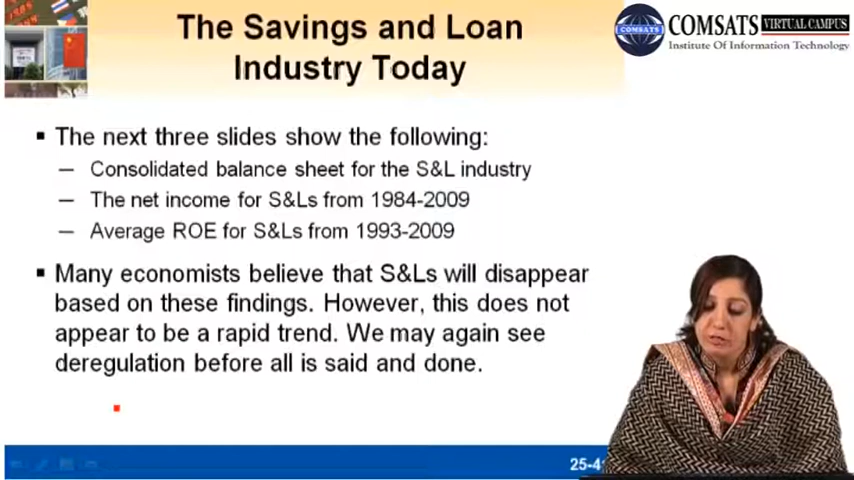 The Savings and Loan
Industry Today
COMSATS
COMSATS VIRTUAL CAMPUS
Institute Of Information Technology
▪ The next three slides show the following:
— Consolidated balance sheet for the S&L industry
— The net income for S&Ls from 1984-2009
— Average ROE for S&Ls from 1993-2009
▪ Many economists believe that S&Ls will disappear
based on these findings. However, this does not
appear to be a rapid trend. We may again see
deregulation before all is said and done.